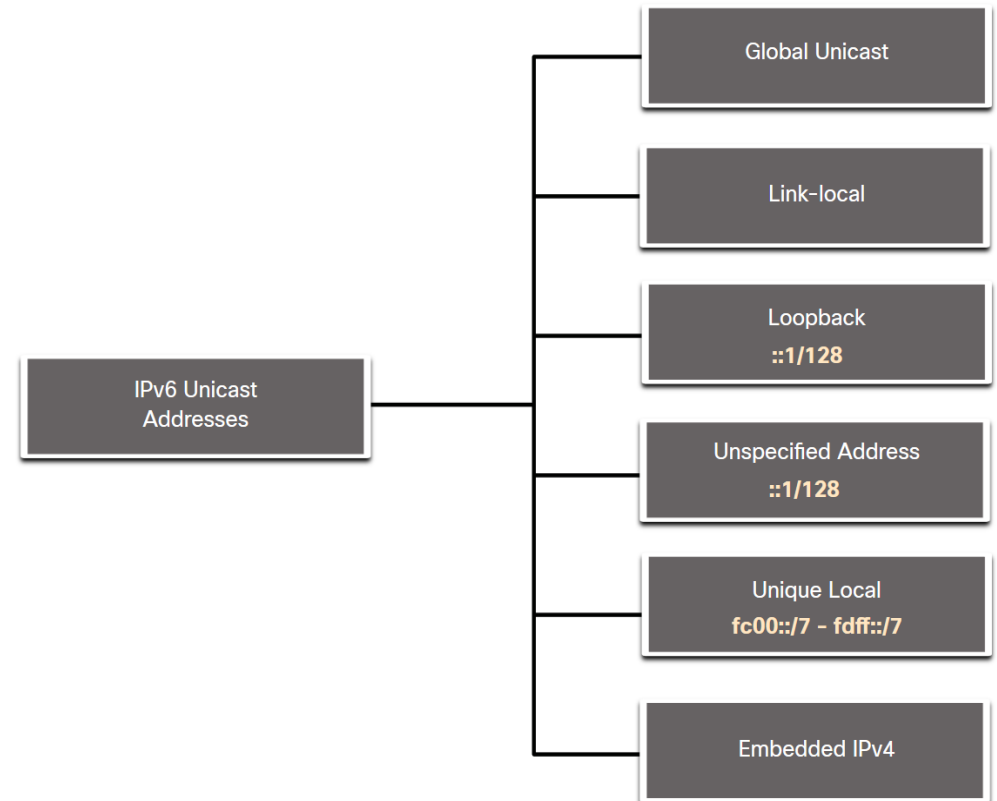 Global Unicast
Link-local
Loopback
::1/128
IPv6 Unicast
Addresses
Unspecified Address
::1/128
Unique Local
fc00::/7 - fdff::/7
Embedded IPv4